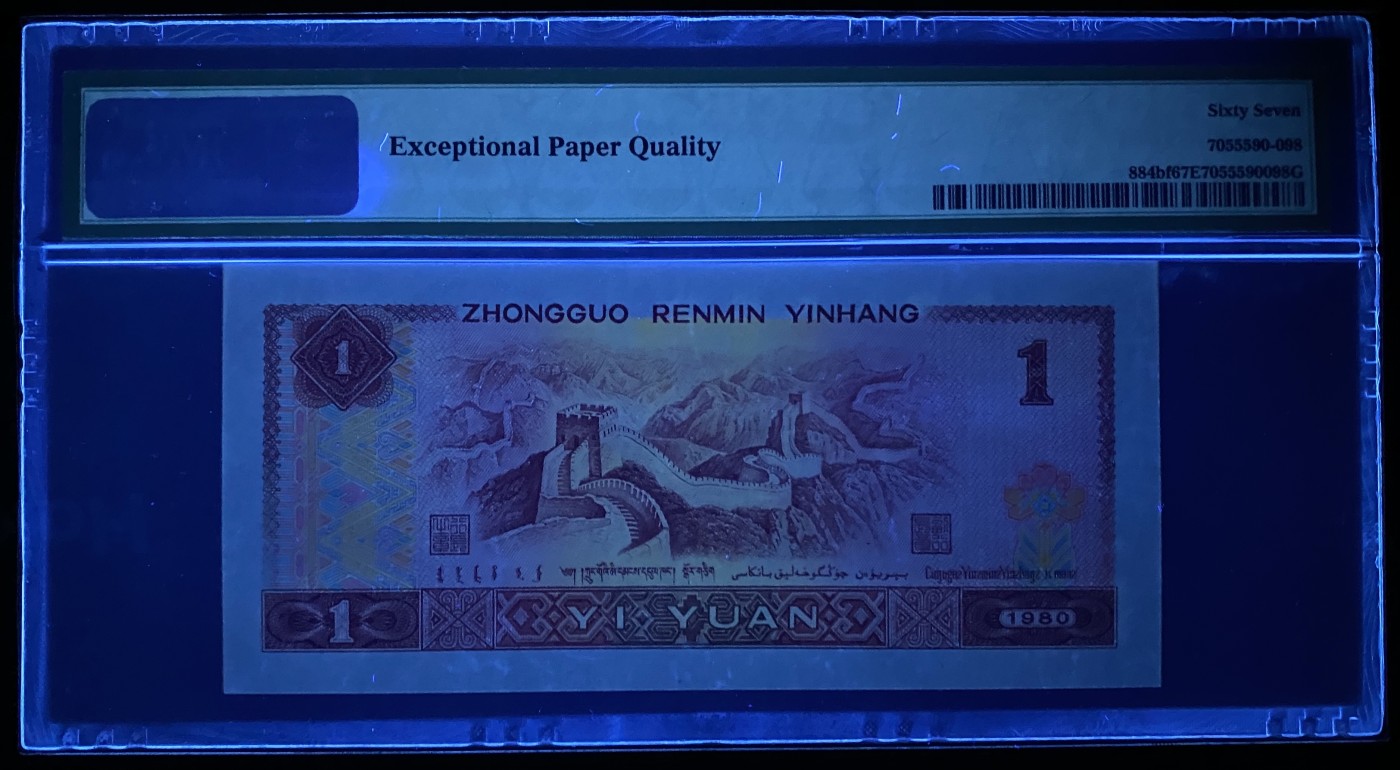 Exceptional Paper Quality
Sixty Seven
7055590-098
884bf67E7055590098G
ZHONGGUO RENMIN YINHANG
1
1
1
YI YUAN
1980